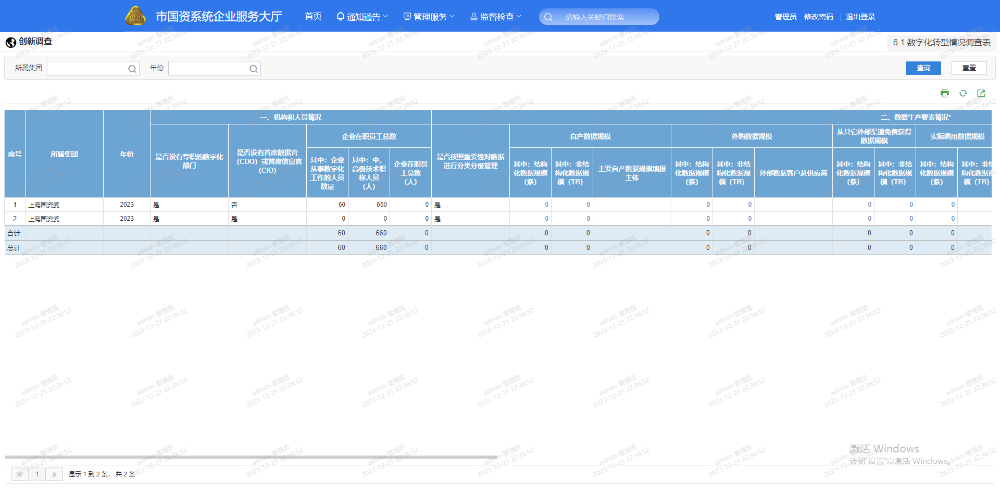 市国资系统企业服务大厅 首页 通知通告 管理服务 监督检查 请输入关键词搜索 管理员 修改密码 退出登录
创新调查 6.1 数字化转型情况调查表
所属集团 年份 查询 重置
一、机构和人员情况 二、数据生产要素情况*
序号 所属集团 年份 是否设有专职的数字化部门 是否设有首席数据官（CDO）或首席信息官（CIO） 企业在职员工总数 是否按照重要性对数据进行分类分级管理 自产数据规模 外购数据规模 从其它外部渠道免费获得数据规模 实际调用数据规模
其中：企业从事数字化工作的人员数量 其中：中、高级技术职称人员（人） 企业在职员工总数（人） 其中：结构化数据规模（条） 其中：非结构化数据规模（TB） 主要自产数据规模填报主体 其中：结构化数据规模（条） 其中：非结构化数据规模（TB） 外部数据客户及供应商 其中：结构化数据规模（条） 其中：非结构化数据规模（TB） 其中：结构化数据规模（条） 其中：非结构化数据规模（TB）
1 上海国资委 2023 是 否 60 660 0 是 0 0 0 0 0 0 0
2 上海国资委 2023 是 是 0 0 0 是 0 0 0 0 0 0 0
合计 60 660 0 0 0 0 0 0 0 0
总计 60 660 0 0 0 0 0 0 0 0
激活 Windows
转到"设置"以激活 Windows。
« 1 » 显示 1 到 2 条， 共 2 条
admin-管理员
2023-12-21 22:36:52